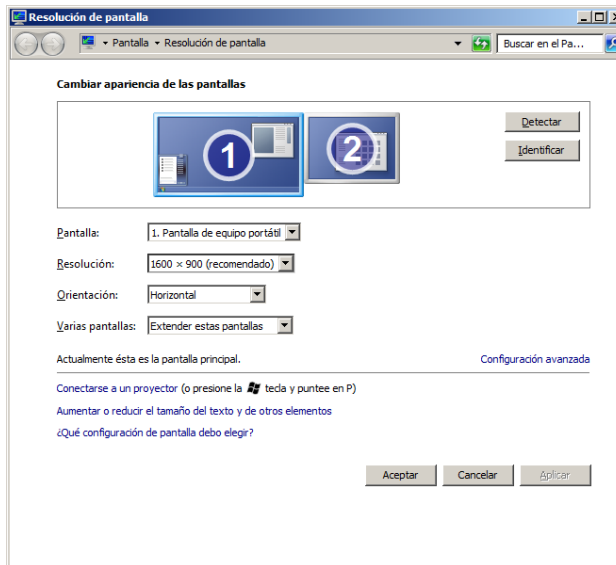 Resolución de pantalla
Pantalla Resolución de pantalla Buscar en el Pa...
Cambiar apariencia de las pantallas
1 2
Detectar
Identificar
Pantalla: 1. Pantalla de equipo portátil
Resolución: 1600 × 900 (recomendado)
Orientación: Horizontal
Varias pantallas: Extender estas pantallas
Actualmente ésta es la pantalla principal. Configuración avanzada
Conectarse a un proyector (o presione la tecla y puntee en P)
Aumentar o reducir el tamaño del texto y de otros elementos
¿Qué configuración de pantalla debo elegir?
Aceptar Cancelar Aplicar